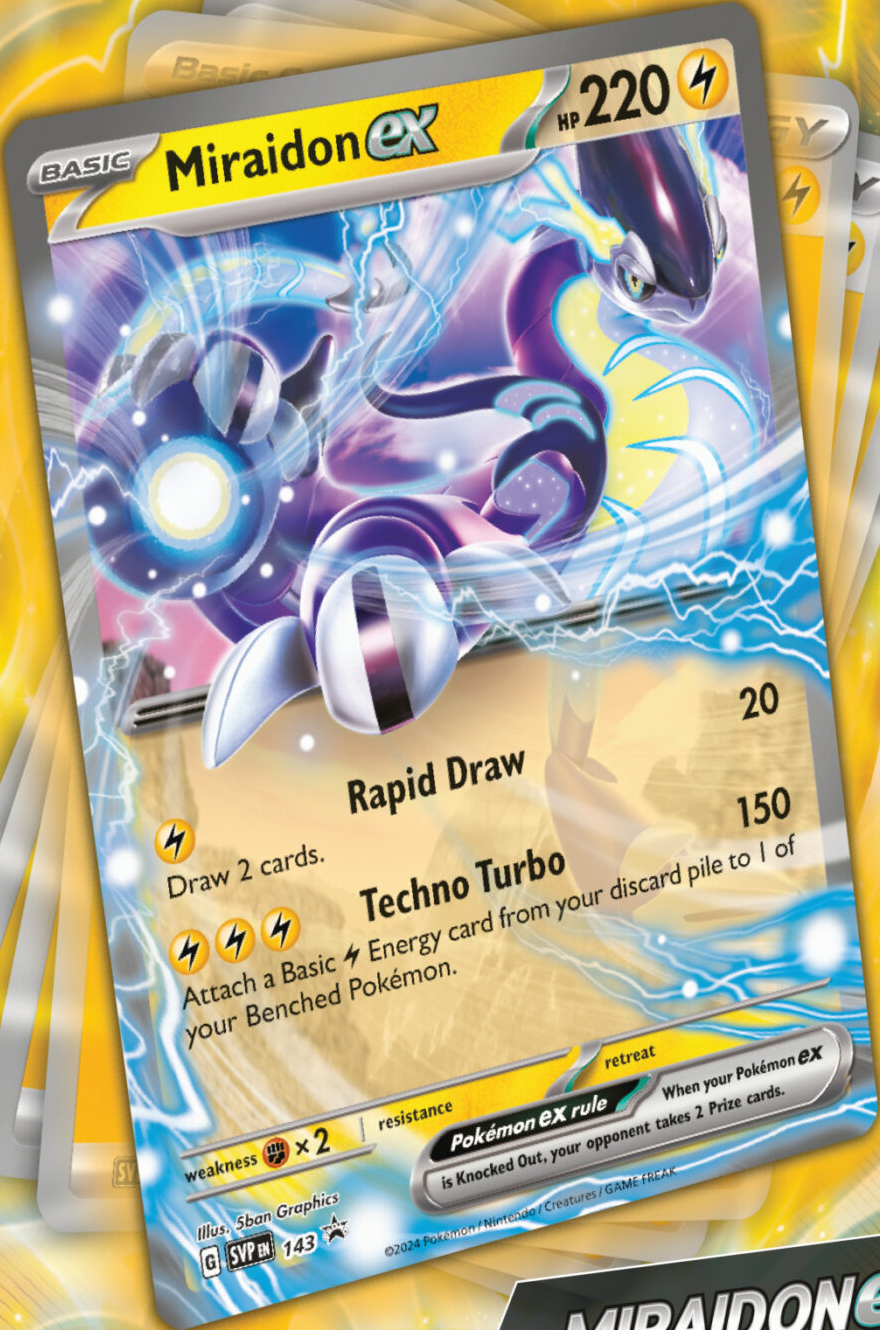 Basic
BASIC Miraidon ex HP 220
GY
Rapid Draw 20
Draw 2 cards.
Techno Turbo 150
Attach a Basic Energy card from your discard pile to 1 of
your Benched Pokémon.
weakness ×2 resistance retreat
Pokémon ex rule When your Pokémon ex
is Knocked Out, your opponent takes 2 Prize cards.
Illus. 5ban Graphics
G SVP EN 143
©2024 Pokémon / Nintendo / Creatures / GAME FREAK
SV
MIRAIDON